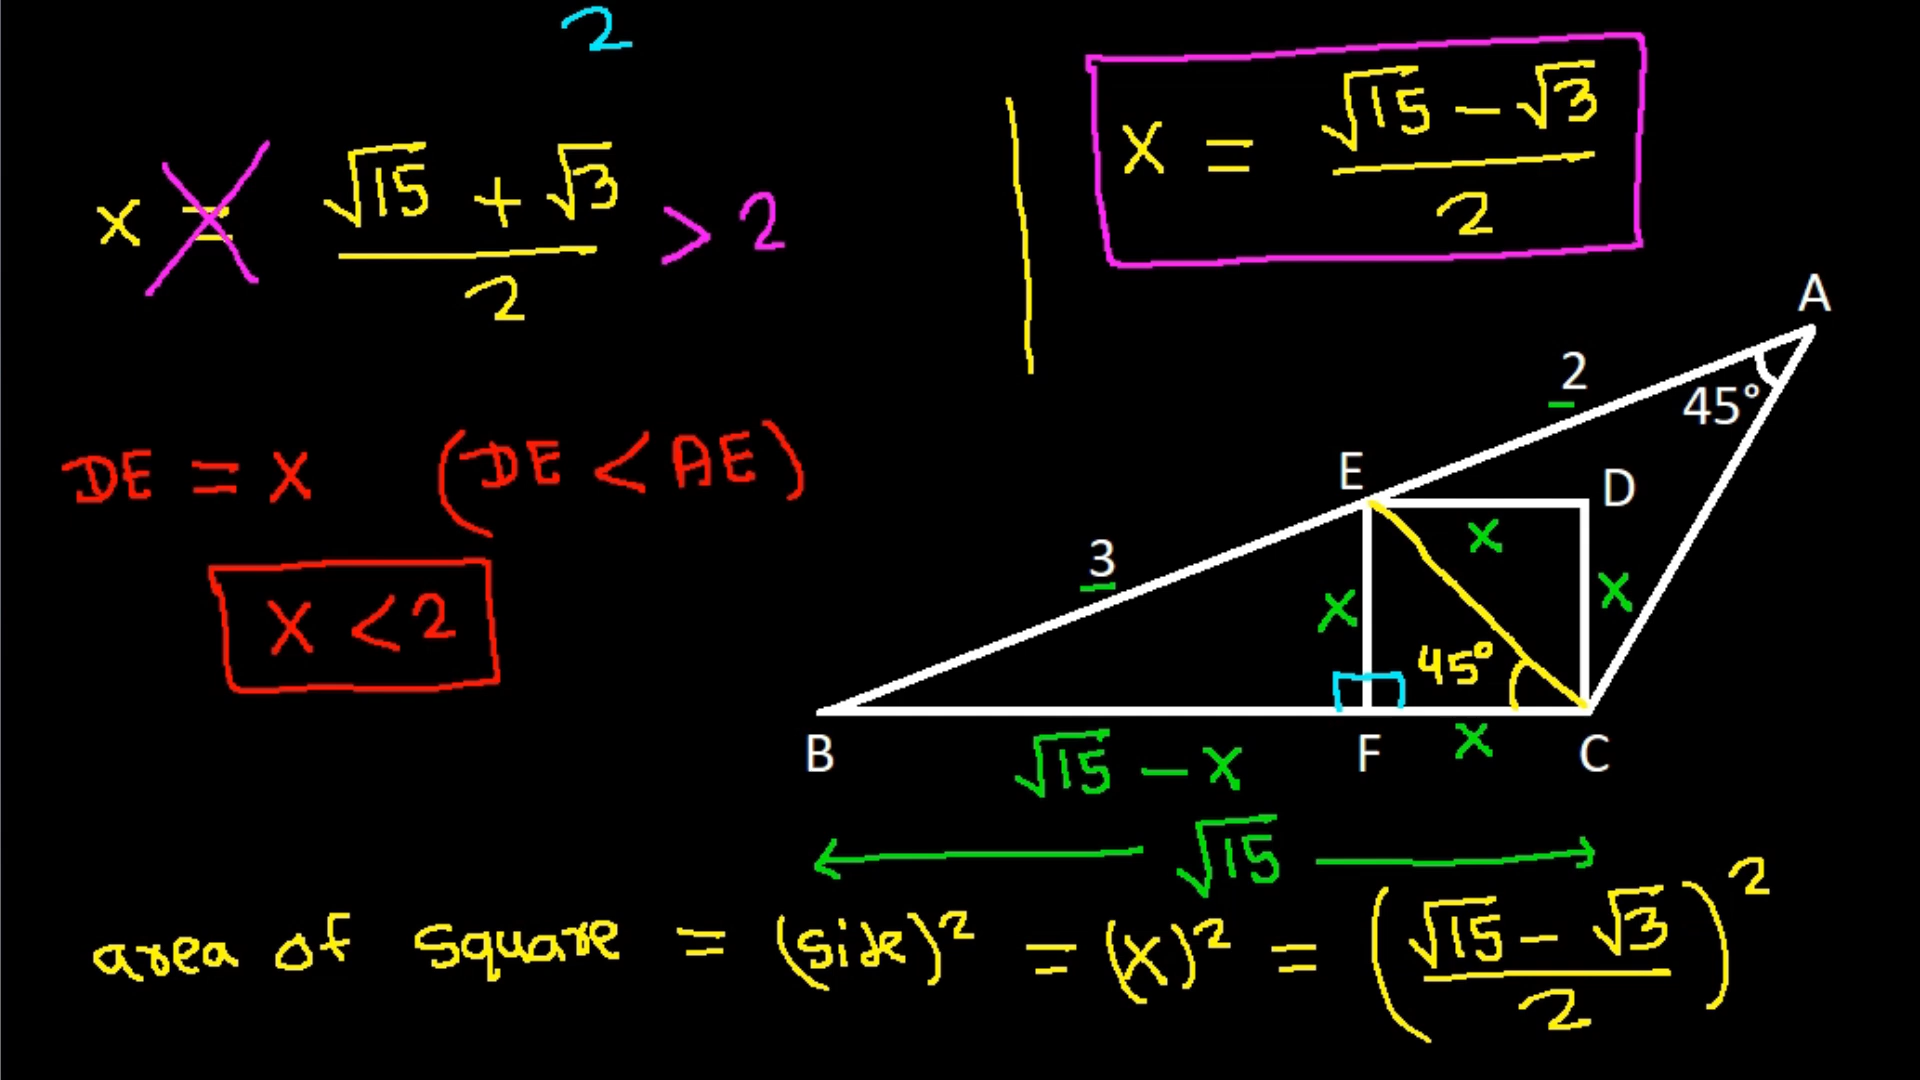 2
x = √15 + √3 / 2 > 2
x = √15 - √3 / 2
A
2
45°
DE = x (DE < AE)
E
D
x
3
x
x
x < 2
45°
B
F
x
C
√15 - x
√15
area of square = (side)² = (x)² = (√15 - √3 / 2)²